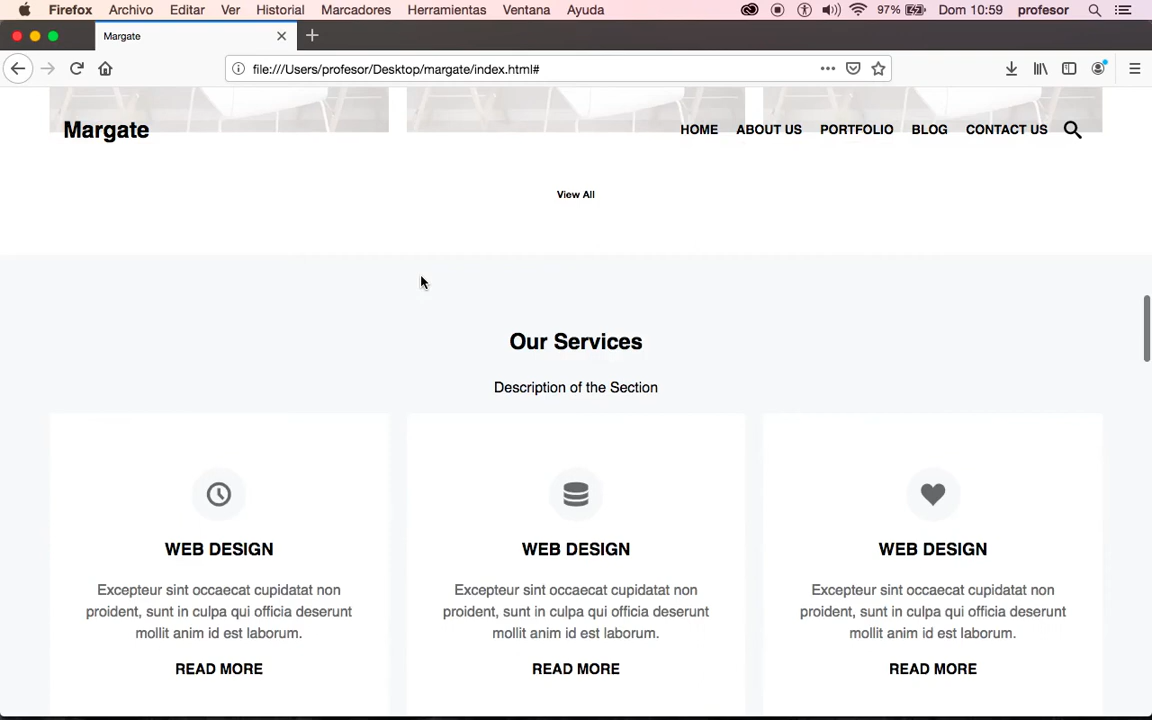 Firefox Archivo Editar Ver Historial Marcadores Herramientas Ventana Ayuda 97% Dom 10:59 profesor
Margate
file:///Users/profesor/Desktop/margate/index.html#
Margate HOME ABOUT US PORTFOLIO BLOG CONTACT US
View All
Our Services
Description of the Section
WEB DESIGN WEB DESIGN WEB DESIGN
Excepteur sint occaecat cupidatat non Excepteur sint occaecat cupidatat non Excepteur sint occaecat cupidatat non
proident, sunt in culpa qui officia deserunt proident, sunt in culpa qui officia deserunt proident, sunt in culpa qui officia deserunt
mollit anim id est laborum. mollit anim id est laborum. mollit anim id est laborum.
READ MORE READ MORE READ MORE